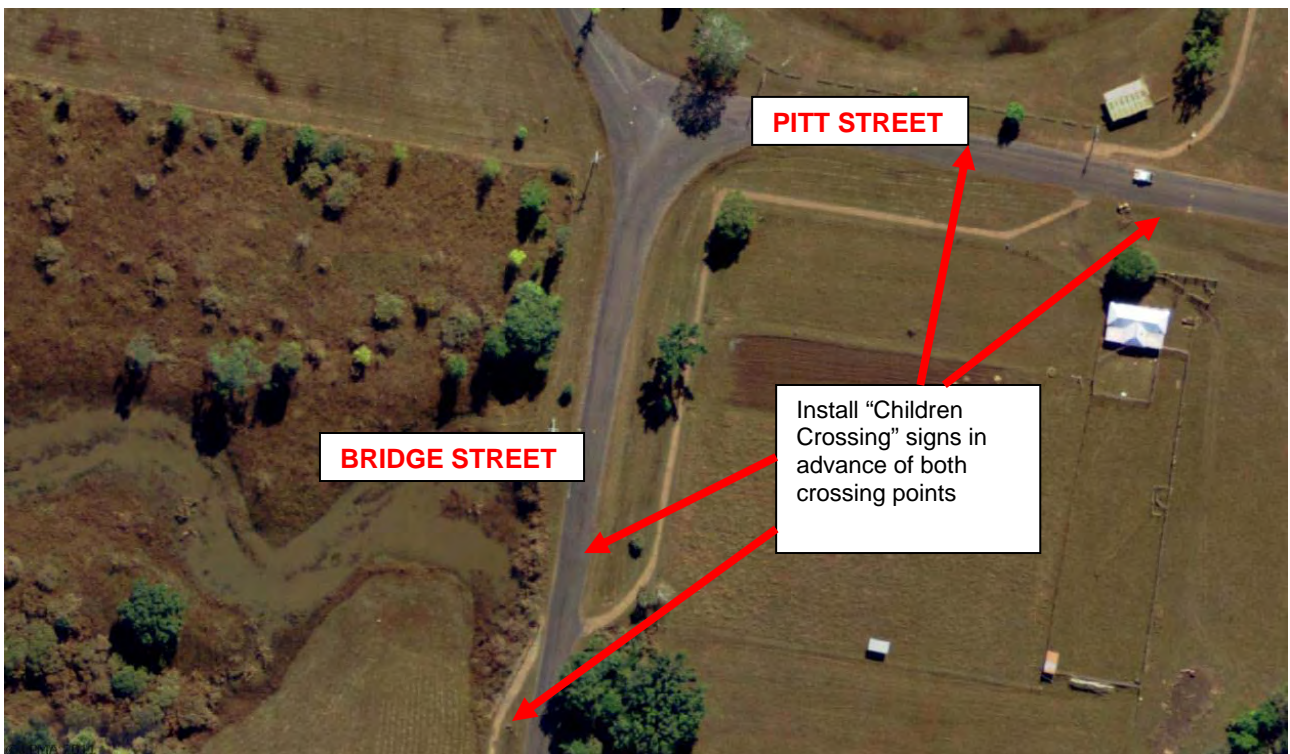 PITT STREET
BRIDGE STREET
Install “Children
Crossing” signs in
advance of both
crossing points